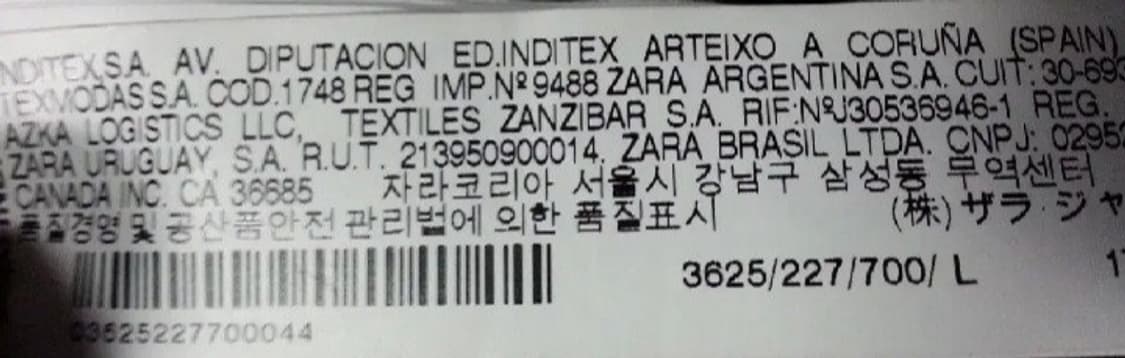 INDITEX,S.A. AV. DIPUTACION ED.INDITEX ARTEIXO A CORUÑA (SPAIN)
TEXMODAS S.A. COD.1748 REG IMP.Nº 9488 ZARA ARGENTINA S.A. CUIT: 30-693
AZKA LOGISTICS LLC, TEXTILES ZANZIBAR S.A. RIF:NºJ30536946-1 REG.
ZARA URUGUAY, S.A. R.U.T. 213950900014. ZARA BRASIL LTDA. CNPJ: 0295
CANADA INC. CA 36685 자라코리아 서울시 강남구 삼성동 무역센터
품질경영 및 공산품안전 관리법에 의한 품질표시 (株) ザラ・ジャ
3625/227/700/ L
03625227700044